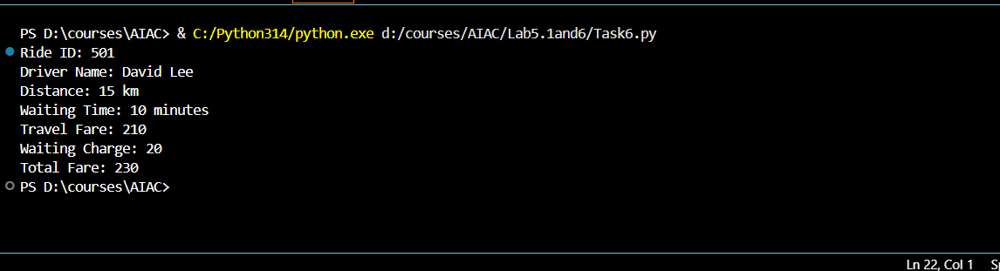 PS D:\courses\AIAC> & C:/Python314/python.exe d:/courses/AIAC/Lab5.1and6/Task6.py
Ride ID: 501
Driver Name: David Lee
Distance: 15 km
Waiting Time: 10 minutes
Travel Fare: 210
Waiting Charge: 20
Total Fare: 230
PS D:\courses\AIAC>
Ln 22, Col 1